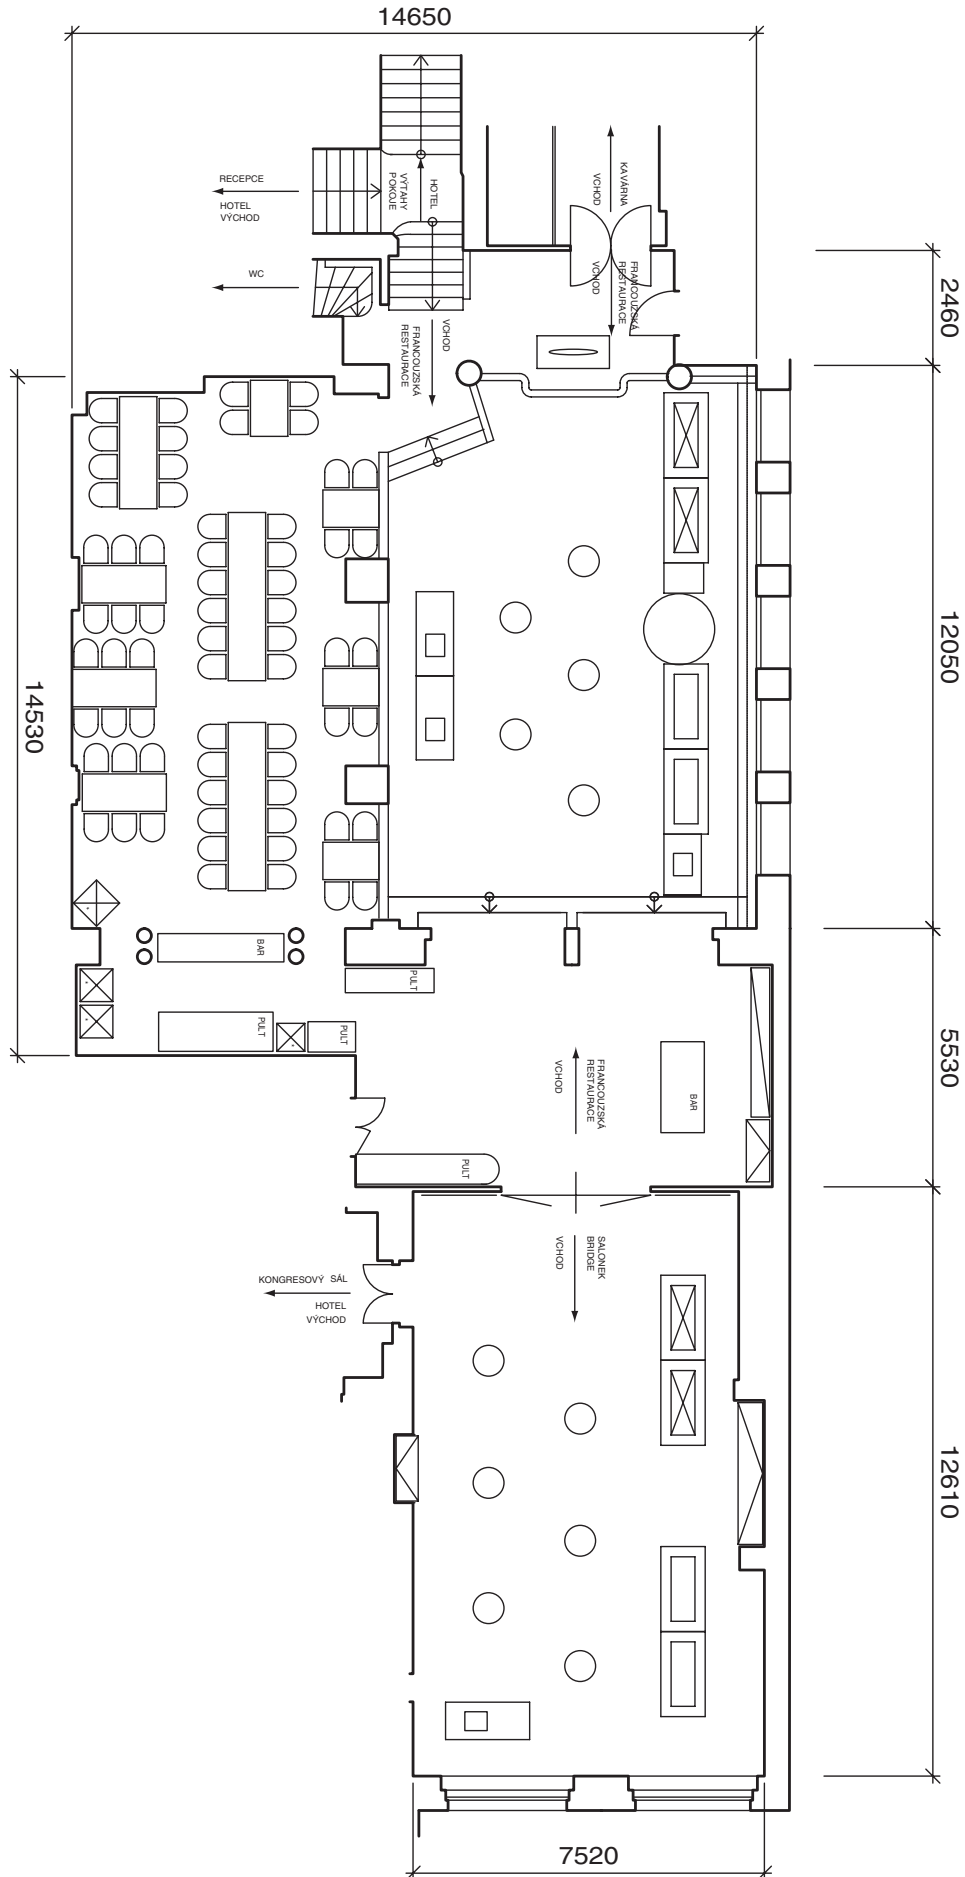 14650
KAVÁRNA
VCHOD
RECEPCE
HOTEL
VÝCHOD
HOTEL
VÝTAHY
POKOJE
WC
FRANCOUZSKÁ
RESTAURACE
VCHOD
2460
VCHOD
FRANCOUZSKÁ
RESTAURACE
12050
14530
BAR
PULT
PULT
PULT
FRANCOUZSKÁ
RESTAURACE
VCHOD
BAR
5530
PULT
SALONEK
BRIDGE
VCHOD
KONGRESOVÝ SÁL
HOTEL
VÝCHOD
12610
7520